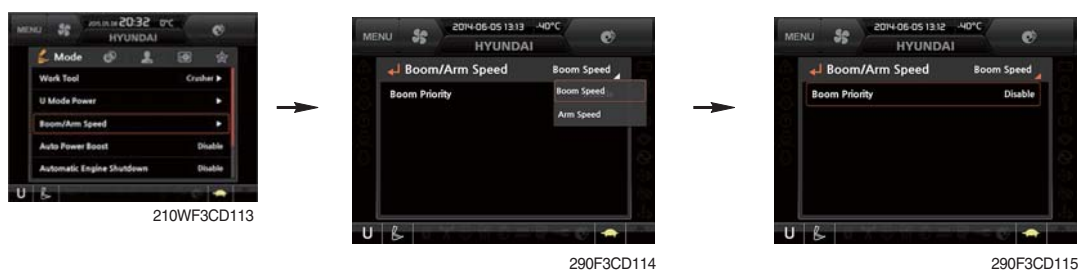 MENU
20:32 0°C
HYUNDAI
Mode
Work Tool Crusher
U Mode Power
Boom/Arm Speed
Auto Power Boost Disable
Automatic Engine Shutdown Disable
U
210WF3CD113
MENU
2014-06-05 13:13 -40°C
HYUNDAI
Boom/Arm Speed Boom Speed
Boom Priority
Boom Speed
Arm Speed
U
290F3CD114
MENU
2014-06-05 13:12 -40°C
HYUNDAI
Boom/Arm Speed Boom Speed
Boom Priority Disable
U
290F3CD115